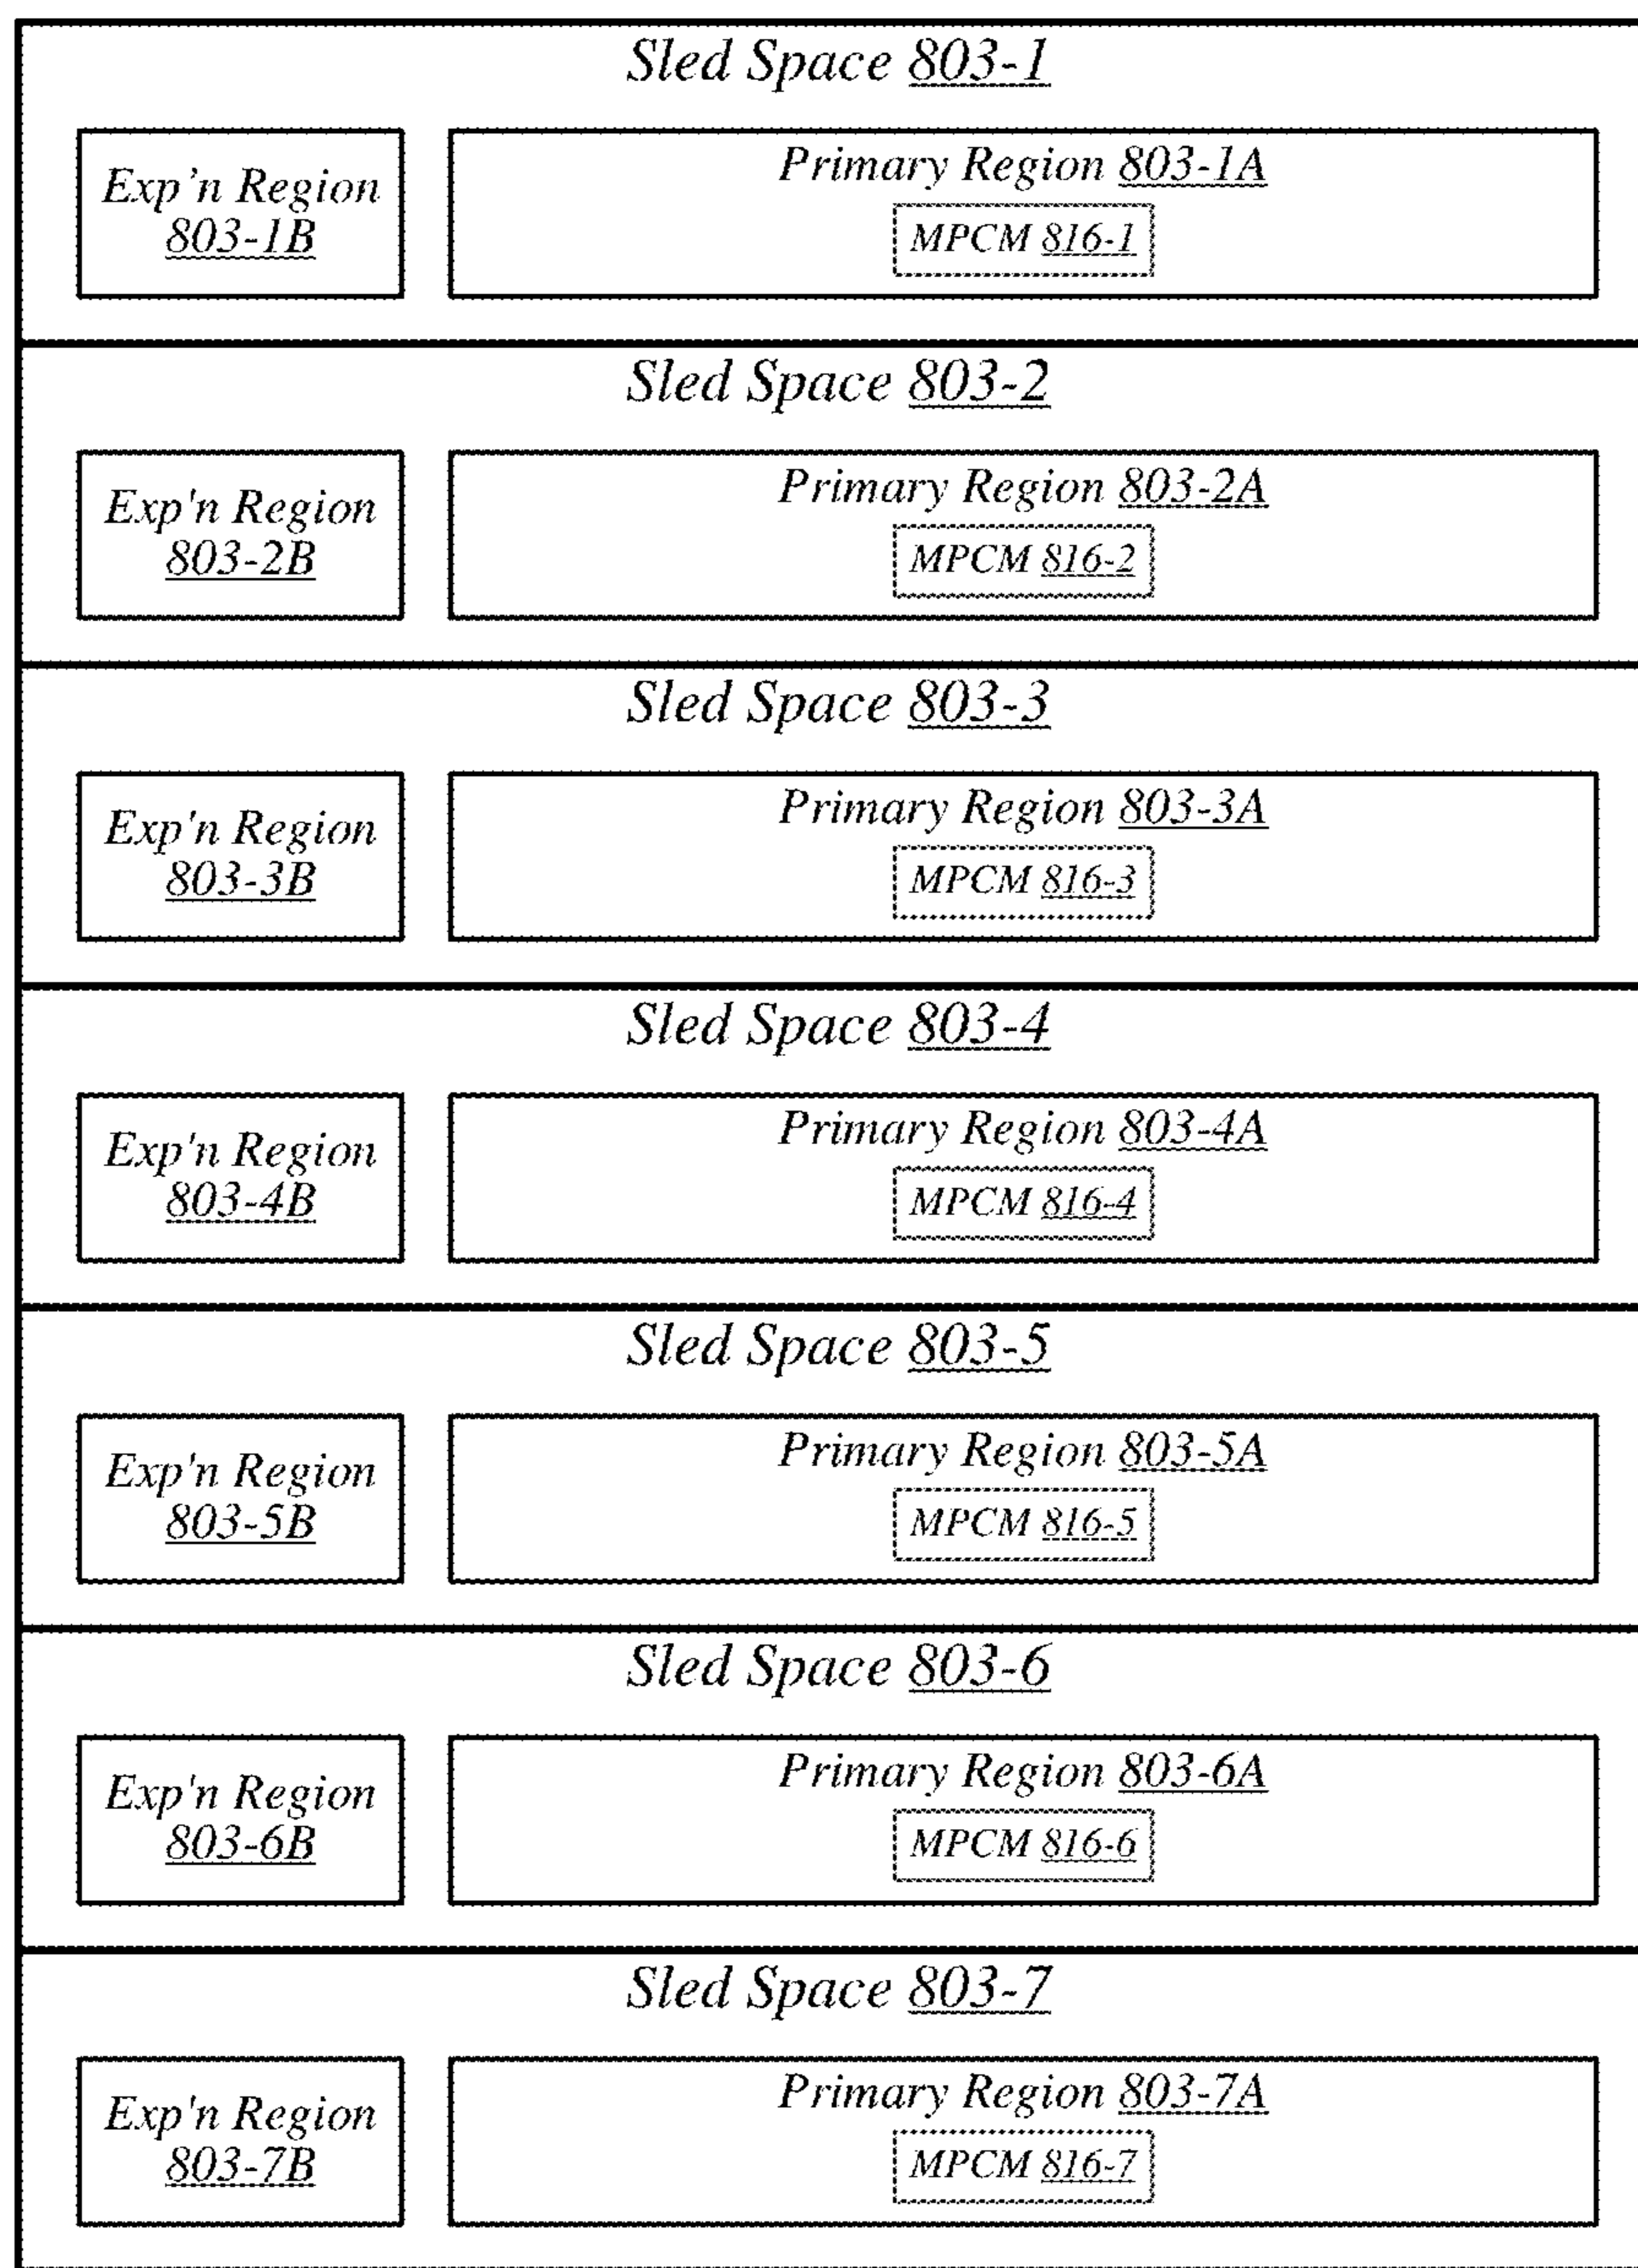 Sled Space 803-1
Exp’n Region
803-1B
Primary Region 803-1A
MPCM 816-1
Sled Space 803-2
Exp'n Region
803-2B
Primary Region 803-2A
MPCM 816-2
Sled Space 803-3
Exp'n Region
803-3B
Primary Region 803-3A
MPCM 816-3
Sled Space 803-4
Exp'n Region
803-4B
Primary Region 803-4A
MPCM 816-4
Sled Space 803-5
Exp'n Region
803-5B
Primary Region 803-5A
MPCM 816-5
Sled Space 803-6
Exp'n Region
803-6B
Primary Region 803-6A
MPCM 816-6
Sled Space 803-7
Exp'n Region
803-7B
Primary Region 803-7A
MPCM 816-7